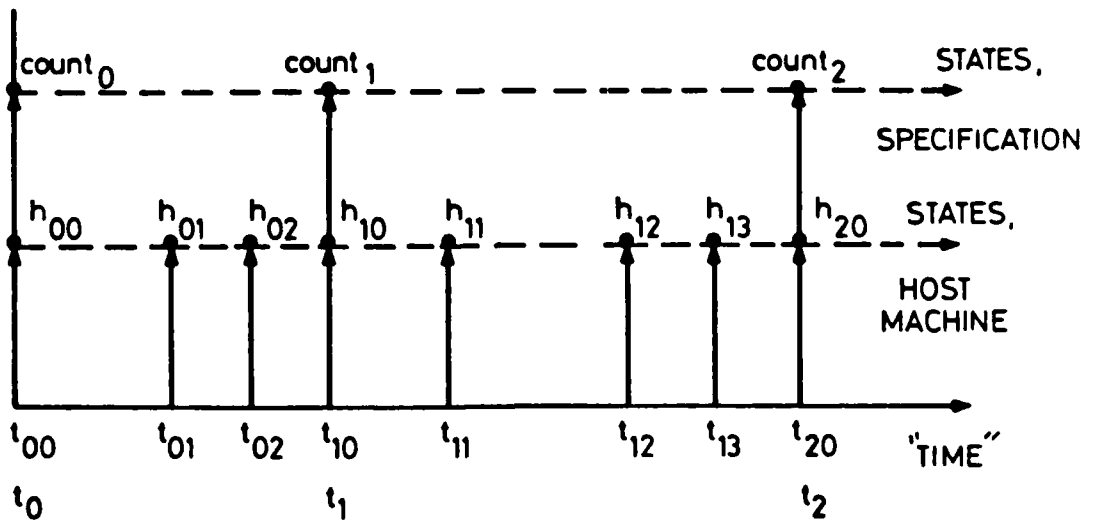 count₀ count₁ count₂ STATES,
SPECIFICATION
h₀₀ h₀₁ h₀₂ h₁₀ h₁₁ h₁₂ h₁₃ h₂₀ STATES,
HOST
MACHINE
t₀₀ t₀₁ t₀₂ t₁₀ t₁₁ t₁₂ t₁₃ t₂₀ "TIME"
t₀ t₁ t₂